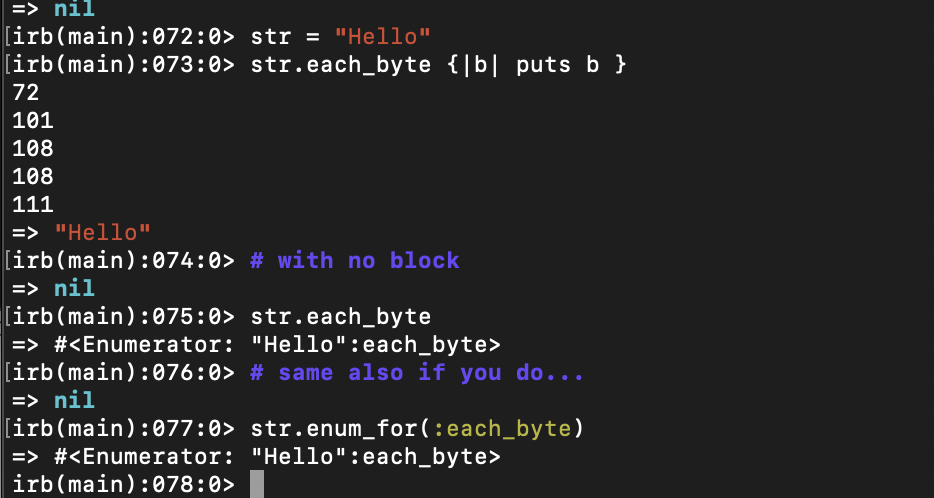 => nil
[irb(main):072:0> str = "Hello"
[irb(main):073:0> str.each_byte {|b| puts b }
72
101
108
108
111
=> "Hello"
[irb(main):074:0> # with no block
=> nil
[irb(main):075:0> str.each_byte
=> #<Enumerator: "Hello":each_byte>
[irb(main):076:0> # same also if you do...
=> nil
[irb(main):077:0> str.enum_for(:each_byte)
=> #<Enumerator: "Hello":each_byte>
irb(main):078:0>